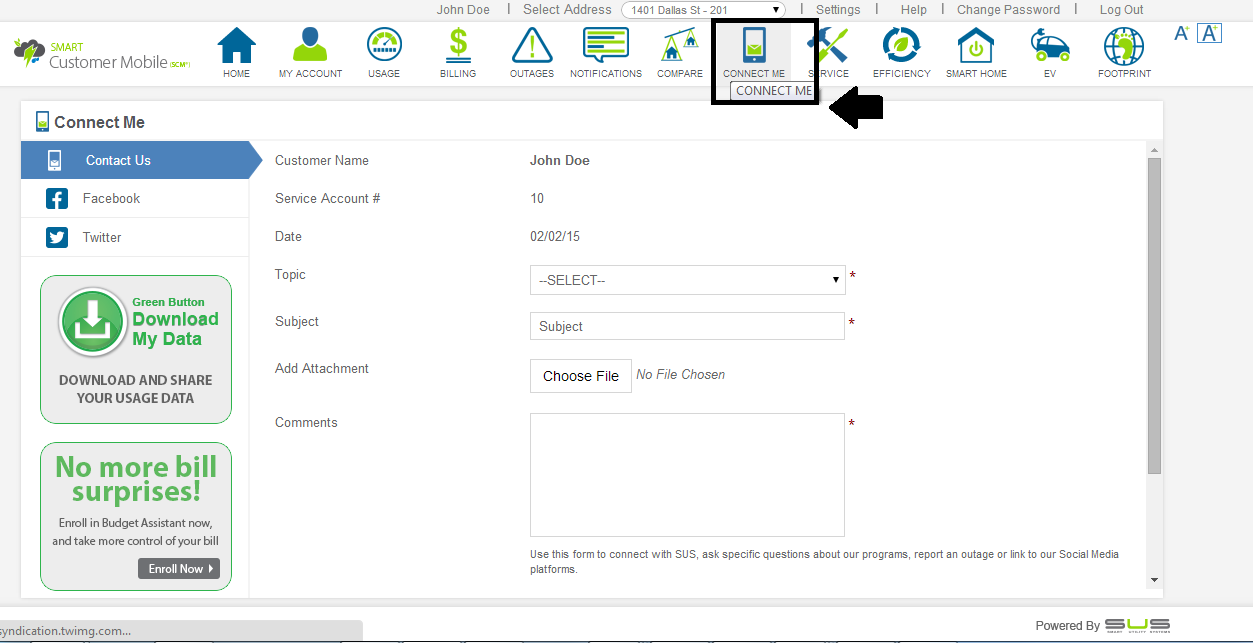 John Doe | Select Address 1401 Dallas St - 201 | Settings | Help | Change Password | Log Out
SMART
Customer Mobile (SCM®)
HOME MY ACCOUNT USAGE BILLING OUTAGES NOTIFICATIONS COMPARE CONNECT ME SERVICE EFFICIENCY SMART HOME EV FOOTPRINT
A+ A+
CONNECT ME
Connect Me
Contact Us
Facebook
Twitter
Green Button
Download
My Data
DOWNLOAD AND SHARE
YOUR USAGE DATA
No more bill
surprises!
Enroll in Budget Assistant now,
and take more control of your bill
Enroll Now
Customer Name John Doe
Service Account # 10
Date 02/02/15
Topic --SELECT-- *
Subject Subject *
Add Attachment Choose File No File Chosen
Comments *
Use this form to connect with SUS, ask specific questions about our programs, report an outage or link to our Social Media
platforms.
syndication.twimg.com...
Powered By SUS
SMART UTILITY SYSTEMS